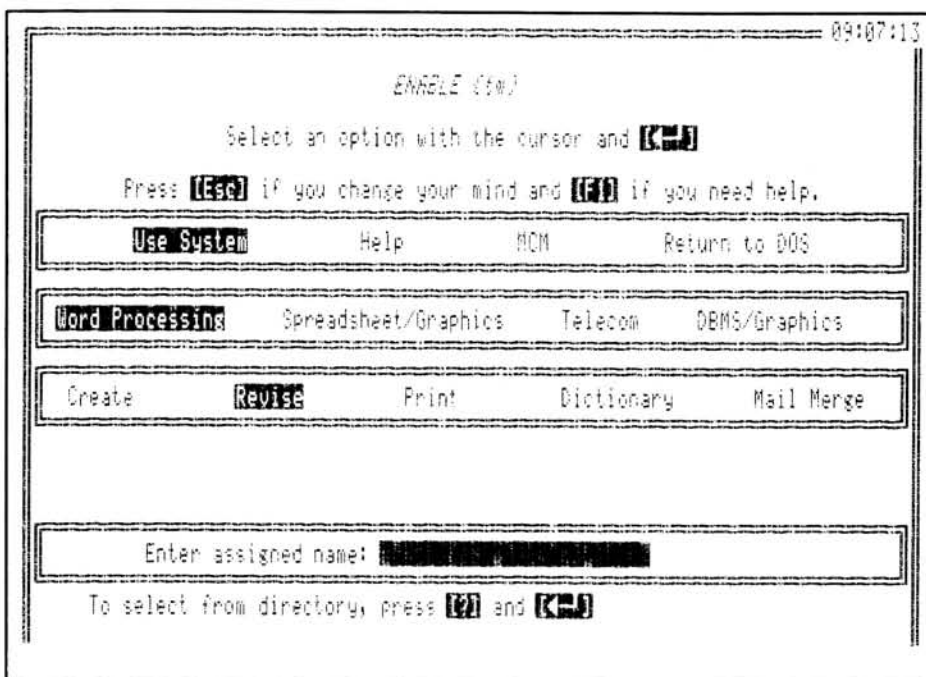 09:07:13
ENABLE (tm)
Select an option with the cursor and [<─┘]
Press [Esc] if you change your mind and [F1] if you need help.
Use System Help MCM Return to DOS
Word Processing Spreadsheet/Graphics Telecom DBMS/Graphics
Create Revise Print Dictionary Mail Merge
Enter assigned name:
To select from directory, press [?] and [<─┘]